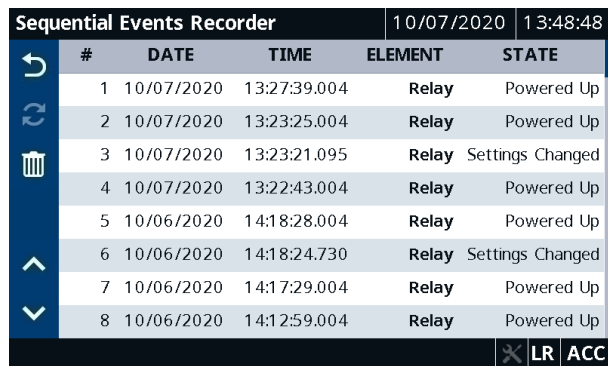 Sequential Events Recorder 10/07/2020 13:48:48
# DATE TIME ELEMENT STATE
1 10/07/2020 13:27:39.004 Relay Powered Up
2 10/07/2020 13:23:25.004 Relay Powered Up
3 10/07/2020 13:23:21.095 Relay Settings Changed
4 10/07/2020 13:22:43.004 Relay Powered Up
5 10/06/2020 14:18:28.004 Relay Powered Up
6 10/06/2020 14:18:24.730 Relay Settings Changed
7 10/06/2020 14:17:29.004 Relay Powered Up
8 10/06/2020 14:12:59.004 Relay Powered Up
LR ACC